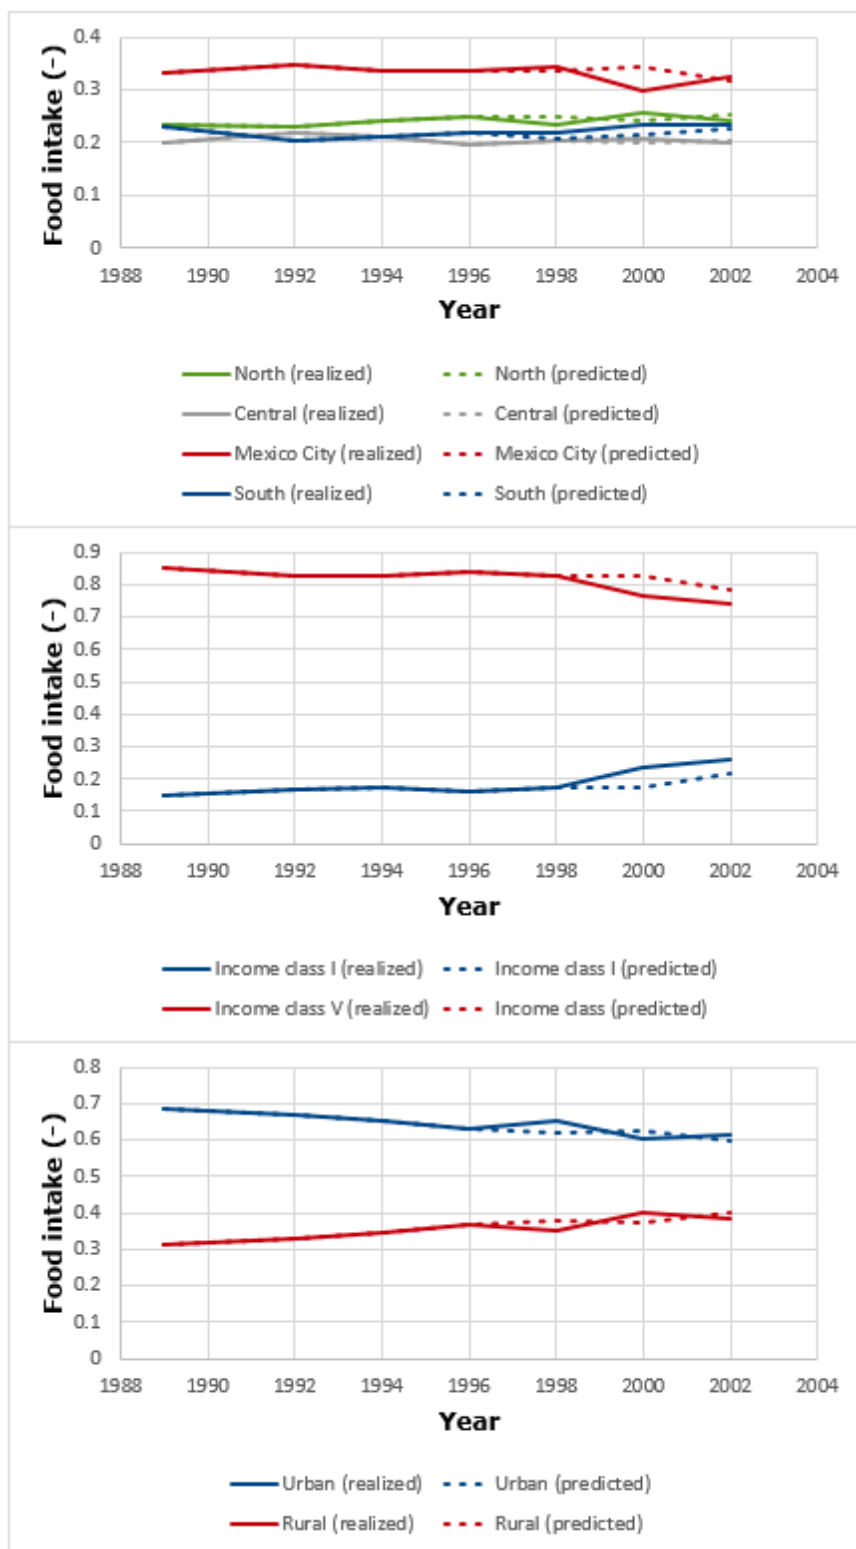 Food intake (-)
0.4
0.3
0.2
0.1
0
1988 1990 1992 1994 1996 1998 2000 2002 2004
Year
North (realized) North (predicted)
Central (realized) Central (predicted)
Mexico City (realized) Mexico City (predicted)
South (realized) South (predicted)
Food intake (-)
0.9
0.8
0.7
0.6
0.5
0.4
0.3
0.2
0.1
0
1988 1990 1992 1994 1996 1998 2000 2002 2004
Year
Income class I (realized) Income class I (predicted)
Income class V (realized) Income class (predicted)
Food intake (-)
0.8
0.7
0.6
0.5
0.4
0.3
0.2
0.1
0
1988 1990 1992 1994 1996 1998 2000 2002 2004
Year
Urban (realized) Urban (predicted)
Rural (realized) Rural (predicted)